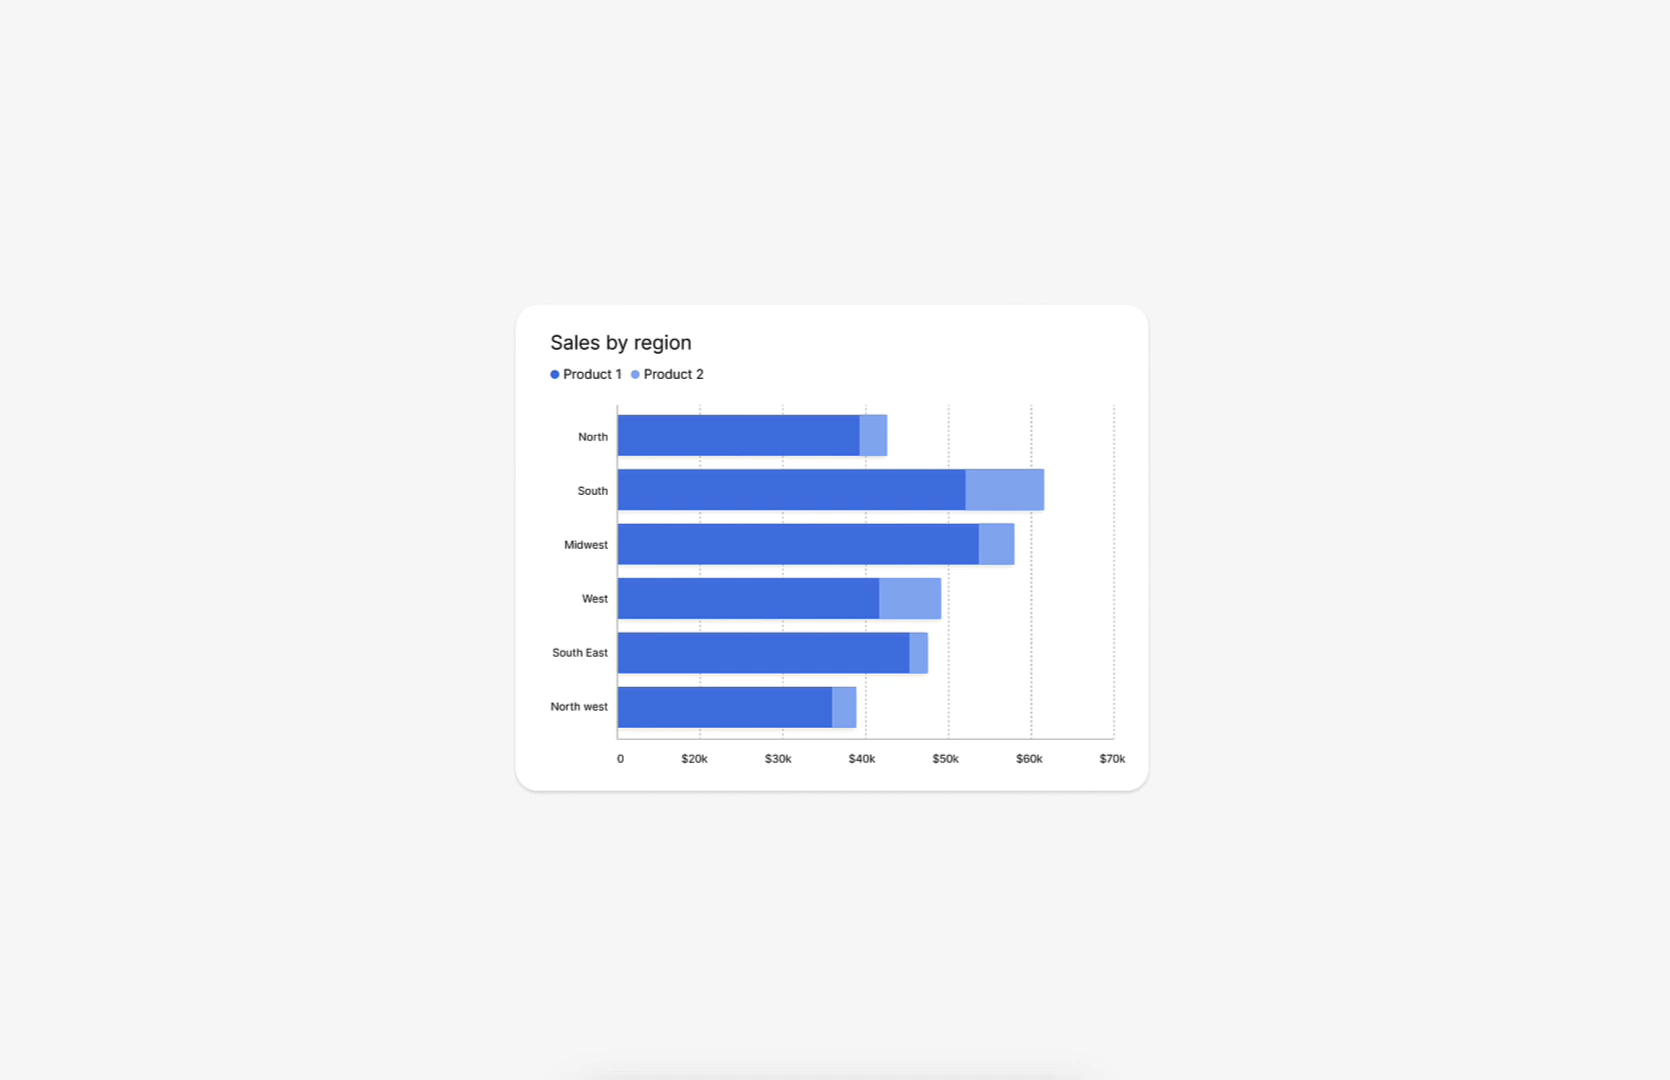 Sales by region
Product 1 Product 2
North
South
Midwest
West
South East
North west
0 $20k $30k $40k $50k $60k $70k